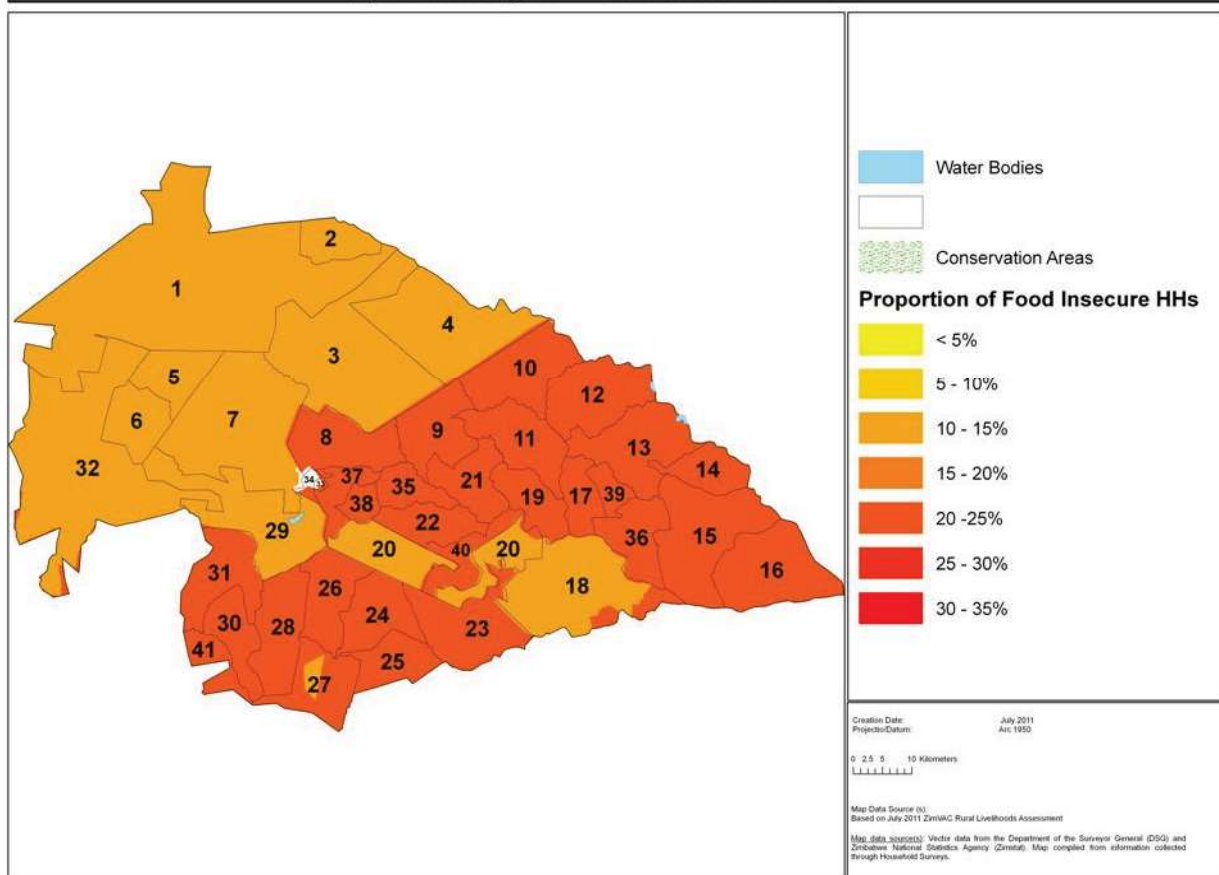 2
1
4
3
10
5
12
6
7
9
8
11
13
32
14
34
33
37
35
21
19
17
39
38
22
36
15
29
20
40
20
16
31
26
18
30
28
24
23
41
25
27
Water Bodies
Conservation Areas
Proportion of Food Insecure HHs
< 5%
5 - 10%
10 - 15%
15 - 20%
20 -25%
25 - 30%
30 - 35%
Creation Date: July 2011
Projectio/Datum: Arc 1950
0 2.5 5 10 Kilometers
Map Data Source (s):
Based on July 2011 ZimVAC Rural Livelihoods Assessment
Map data source(s): Vector data from the Department of the Surveyor General (DSG) and
Zimbabwe National Statistics Agency (Zimstat). Map compiled from information collected
through Household Surveys.